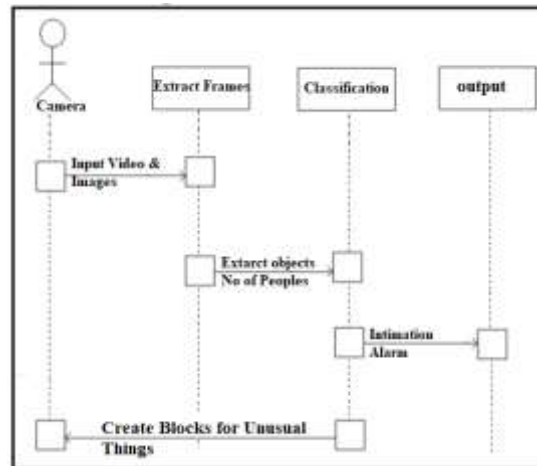 Camera
Extract Frames
Classification
output
Input Video &
Images
Extarct objects
No of Peoples
Intimation
Alarm
Create Blocks for Unusual
Things